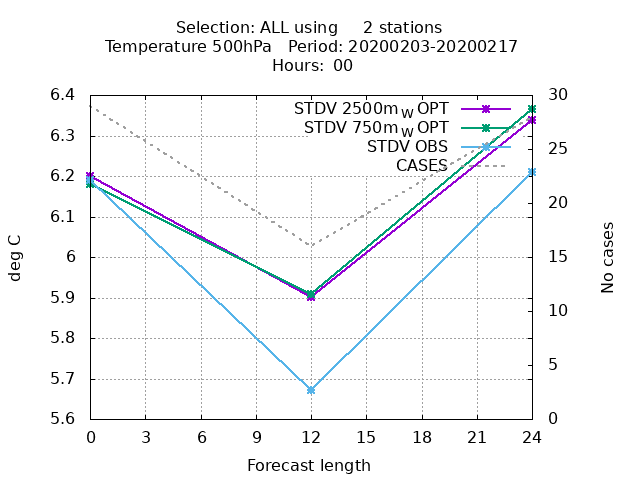 Selection: ALL using     2 stations
Temperature 500hPa   Period: 20200203-20200217
Hours:  00
6.4
6.3
6.2
6.1
6
5.9
5.8
5.7
5.6
deg C
STDV 2500m_W OPT
STDV 750m_W OPT
STDV OBS
CASES
30
25
20
15
10
5
0
No cases
0 3 6 9 12 15 18 21 24
Forecast length